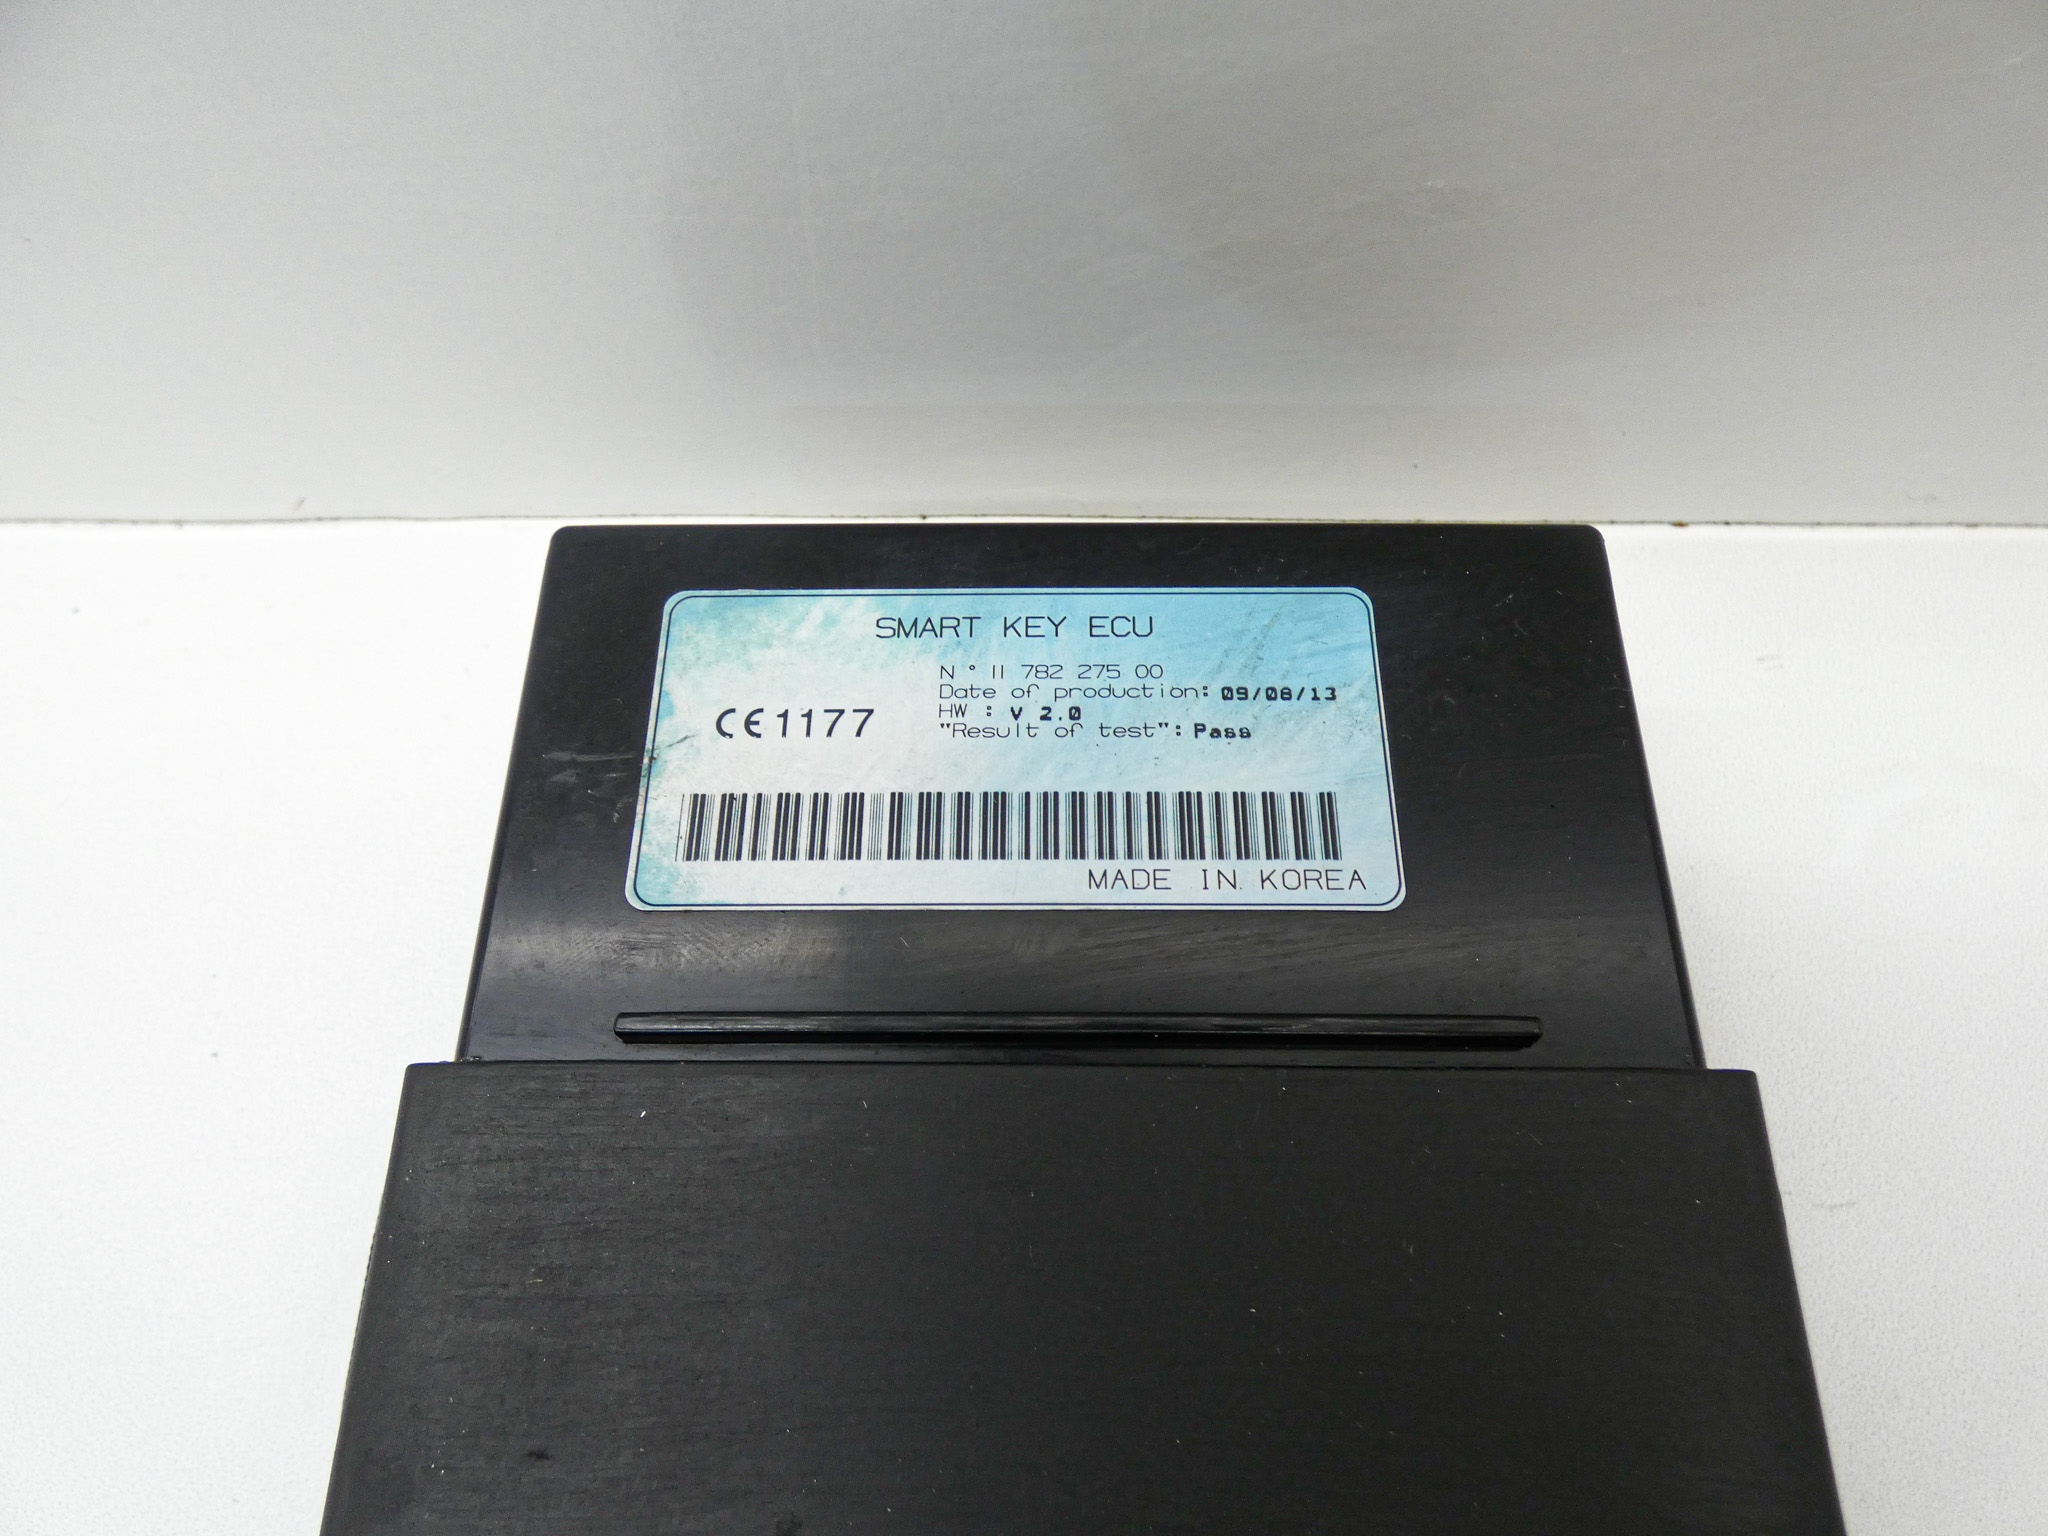 SMART KEY ECU
N° II 782 275 00
Date of production: 09/08/13
HW : V 2.0
CE1177
"Result of test": Pass
MADE IN KOREA